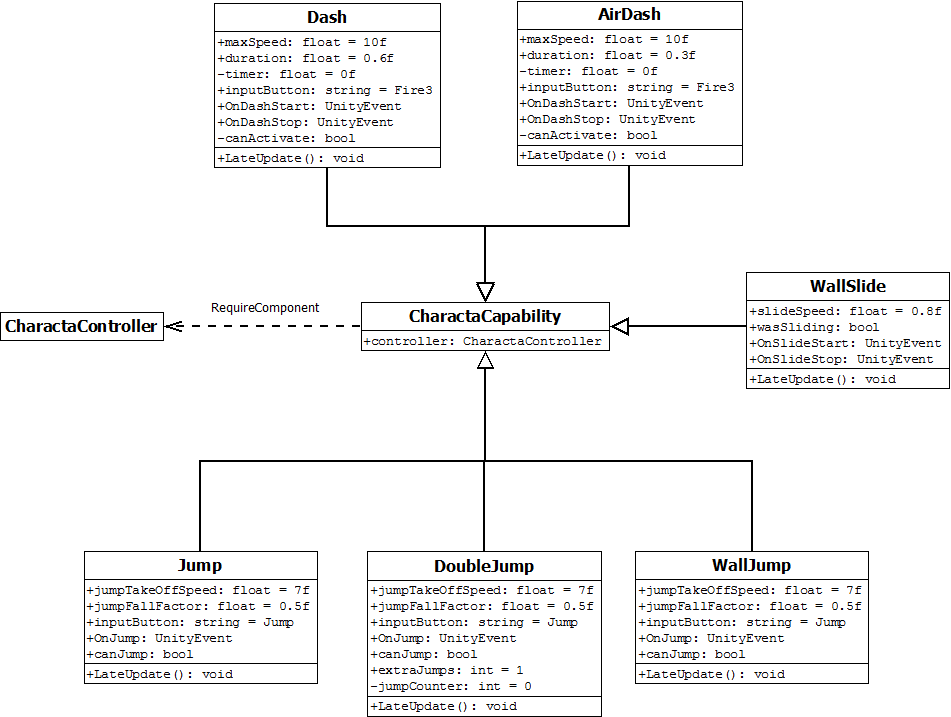 Dash
+maxSpeed: float = 10f
+duration: float = 0.6f
-timer: float = 0f
+inputButton: string = Fire3
+OnDashStart: UnityEvent
+OnDashStop: UnityEvent
-canActivate: bool
+LateUpdate(): void
AirDash
+maxSpeed: float = 10f
+duration: float = 0.3f
-timer: float = 0f
+inputButton: string = Fire3
+OnDashStart: UnityEvent
+OnDashStop: UnityEvent
-canActivate: bool
+LateUpdate(): void
CharactaController
RequireComponent
CharactaCapability
+controller: CharactaController
WallSlide
+slideSpeed: float = 0.8f
+wasSliding: bool
+OnSlideStart: UnityEvent
+OnSlideStop: UnityEvent
+LateUpdate(): void
Jump
+jumpTakeOffSpeed: float = 7f
+jumpFallFactor: float = 0.5f
+inputButton: string = Jump
+OnJump: UnityEvent
+canJump: bool
+LateUpdate(): void
DoubleJump
+jumpTakeOffSpeed: float = 7f
+jumpFallFactor: float = 0.5f
+inputButton: string = Jump
+OnJump: UnityEvent
+canJump: bool
+extraJumps: int = 1
-jumpCounter: int = 0
+LateUpdate(): void
WallJump
+jumpTakeOffSpeed: float = 7f
+jumpFallFactor: float = 0.5f
+inputButton: string = Jump
+OnJump: UnityEvent
+canJump: bool
+LateUpdate(): void